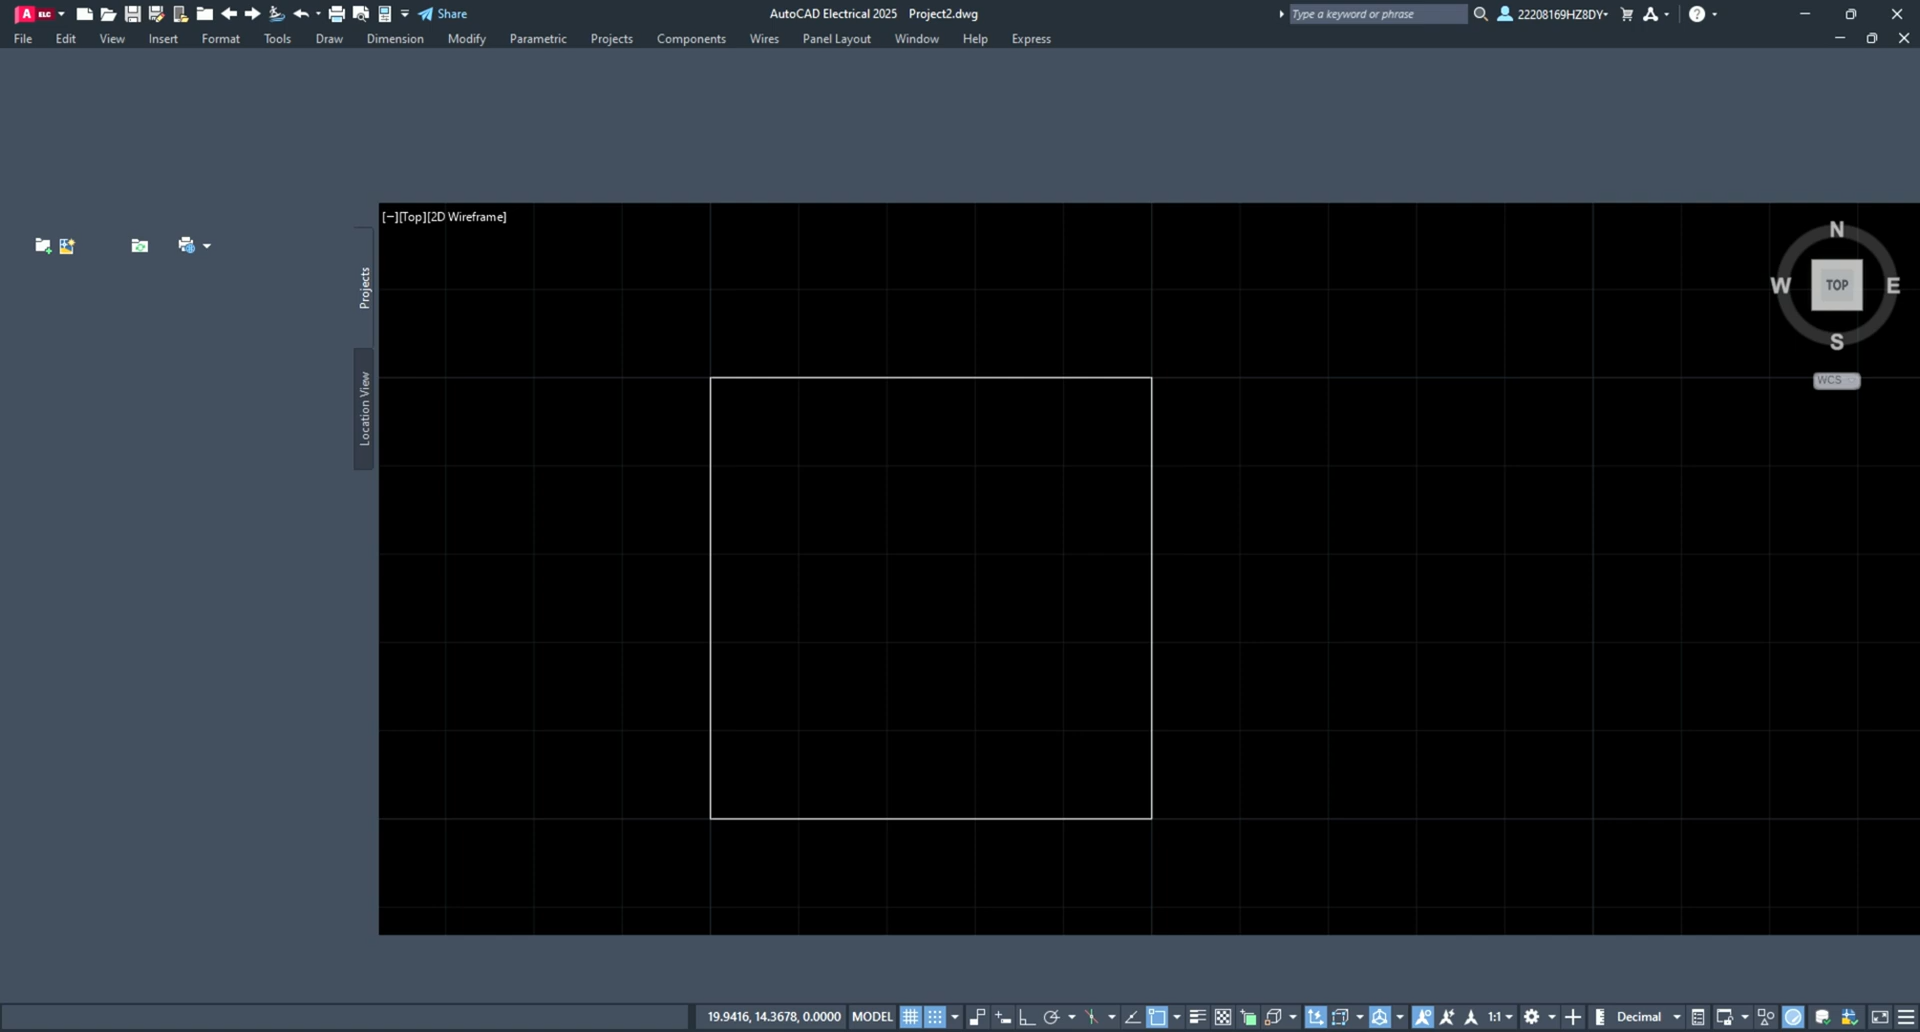 A ELC Share AutoCAD Electrical 2025 Project2.dwg Type a keyword or phrase 22208169HZ8DY
File Edit View Insert Format Tools Draw Dimension Modify Parametric Projects Components Wires Panel Layout Window Help Express
[−][Top][2D Wireframe]
N
W TOP E
S
WCS
Projects
Location View
19.9416, 14.3678, 0.0000 MODEL 1:1 Decimal